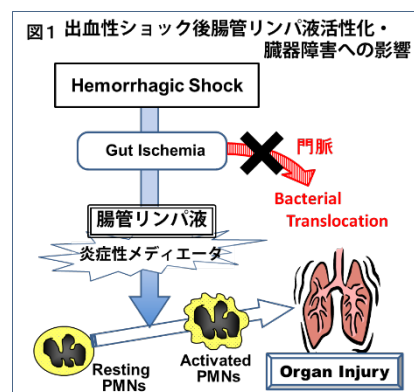 図1 出血性ショック後腸管リンパ液活性化・
臓器障害への影響
Hemorrhagic Shock
Gut Ischemia
門脈
Bacterial
Translocation
腸管リンパ液
炎症性メディエータ
Resting
PMNs
Activated
PMNs
Organ Injury